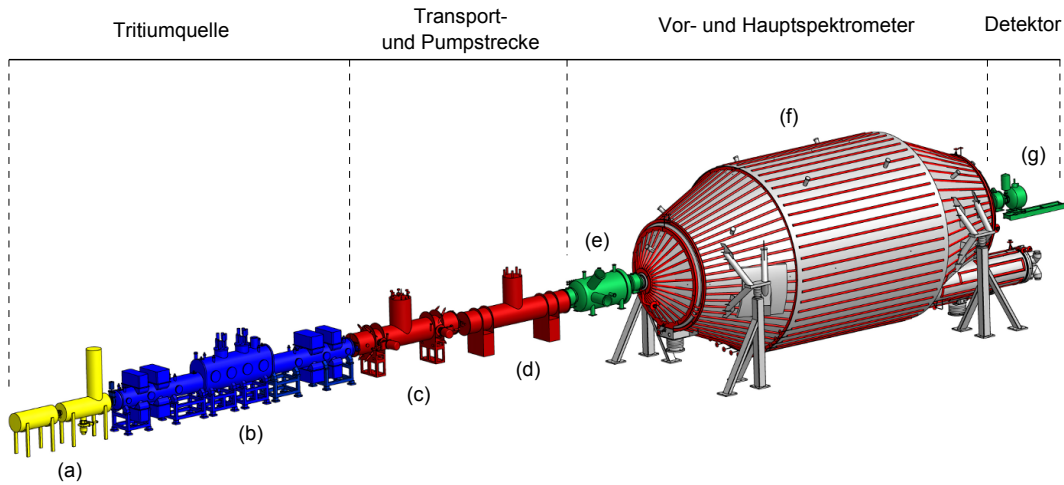 Tritiumquelle
Transport-
und Pumpstrecke
Vor- und Hauptspektrometer
Detektor
(a)
(b)
(c)
(d)
(e)
(f)
(g)